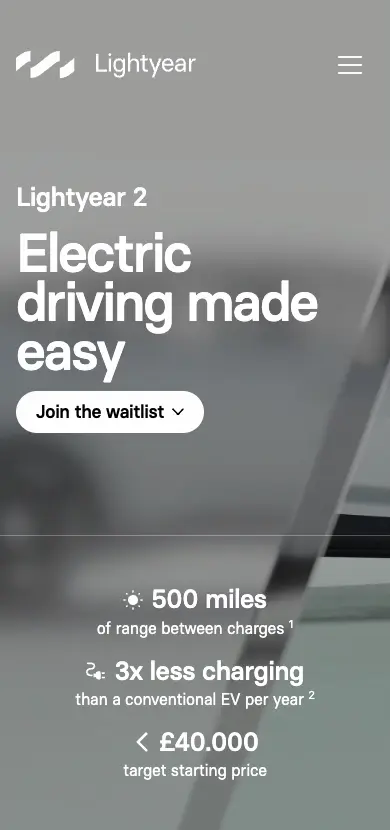 Lightyear
Lightyear 2
Electric
driving made
easy
Join the waitlist
500 miles
of range between charges ¹
3x less charging
than a conventional EV per year ²
< £40.000
target starting price